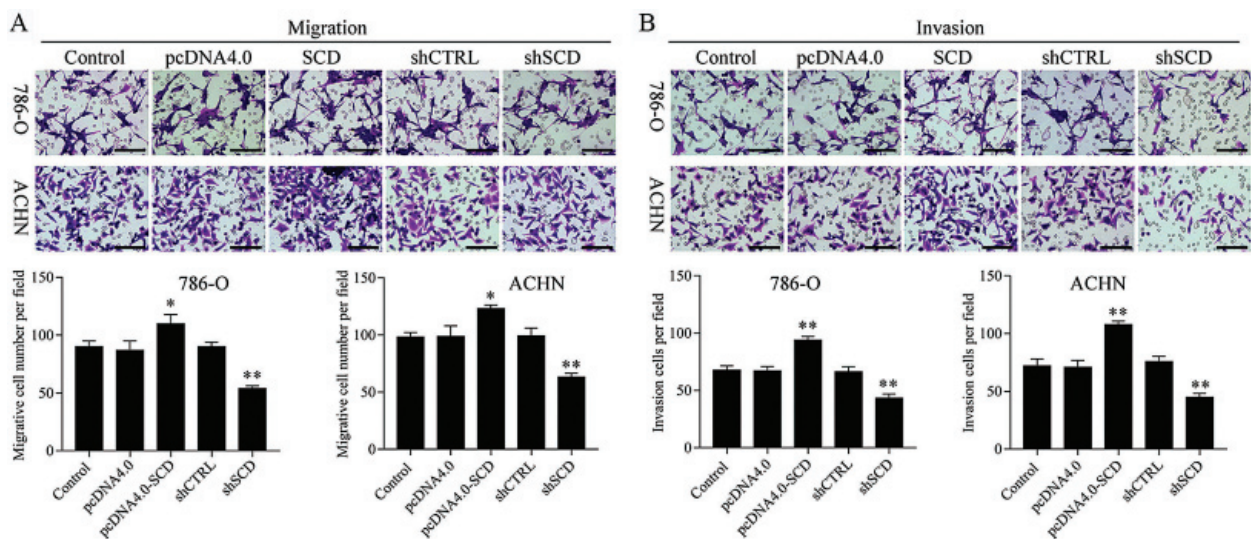 A
Migration
Control pcDNA4.0 SCD shCTRL shSCD
786-O
ACHN
Migrative cell number per field
150
100
50
0
786-O
*
**
Control
pcDNA4.0
pcDNA4.0-SCD
shCTRL
shSCD
Migrative cell number per field
150
100
50
0
ACHN
*
**
Control
pcDNA4.0
pcDNA4.0-SCD
shCTRL
shSCD
B
Invasion
Control pcDNA4.0 SCD shCTRL shSCD
786-O
ACHN
Invasion cells per field
150
100
50
0
786-O
**
**
Control
pcDNA4.0
pcDNA4.0-SCD
shCTRL
shSCD
Invasion cells per field
150
100
50
0
ACHN
**
**
Control
pcDNA4.0
pcDNA4.0-SCD
shCTRL
shSCD